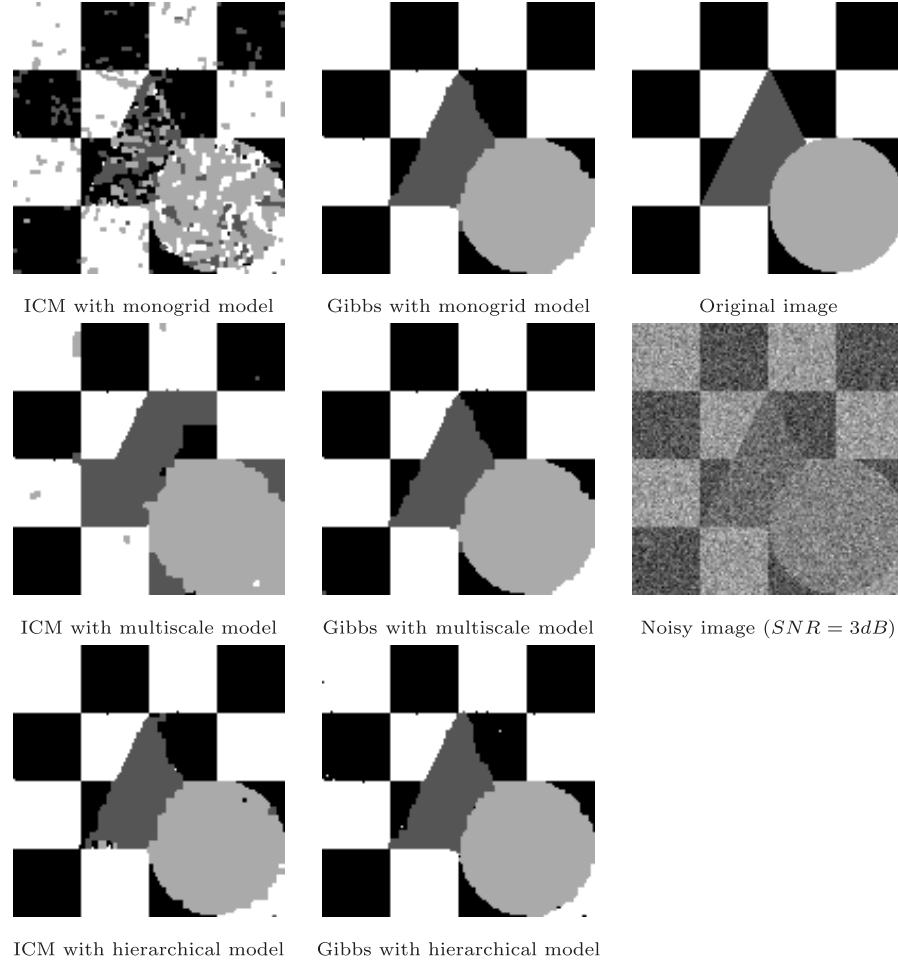 ICM with monogrid model
Gibbs with monogrid model
Original image
ICM with multiscale model
Gibbs with multiscale model
Noisy image (SNR = 3dB)
ICM with hierarchical model
Gibbs with hierarchical model